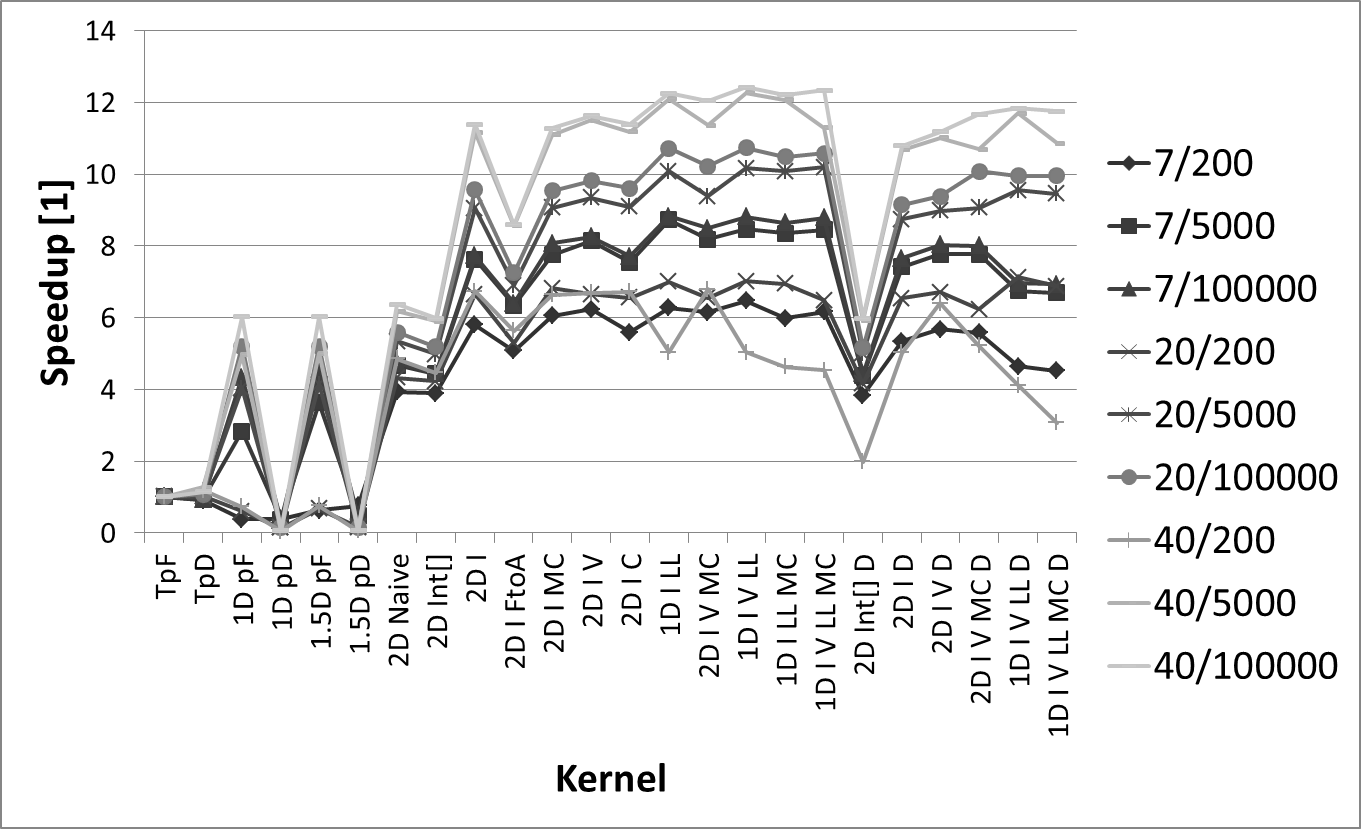 14
12
10
8
6
4
2
0
Speedup [1]
TpF
TpD
1D pF
1D pD
1.5D pF
1.5D pD
2D Naive
2D Int[]
2D I
2D I FtoA
2D I MC
2D I V
2D I C
1D I LL
2D I V MC
1D I V LL
1D I LL MC
1D I V LL MC
2D Int[] D
2D I D
2D I V D
2D I V MC D
1D I V LL D
1D I V LL MC D
Kernel
7/200
7/5000
7/100000
20/200
20/5000
20/100000
40/200
40/5000
40/100000